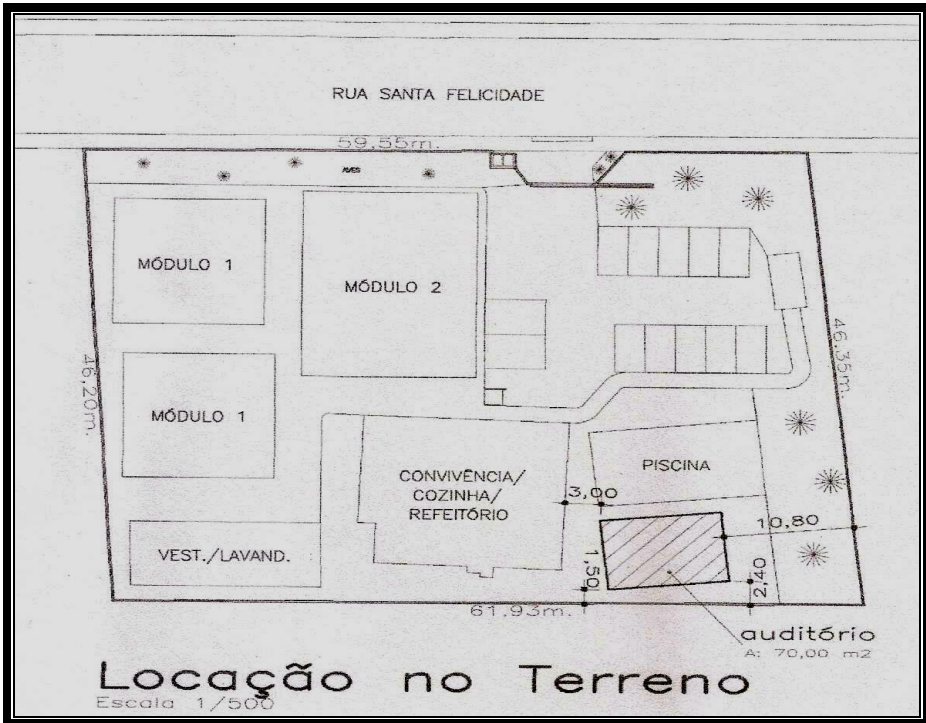 RUA SANTA FELICIDADE
59,55m.
AVES
MÓDULO 1
MÓDULO 2
46,20m.
46,35m.
MÓDULO 1
PISCINA
CONVIVÊNCIA/
COZINHA/
REFEITÓRIO
3,00
10,80
VEST./LAVAND.
1,50
2,40
61,93m.
auditório
A: 70,00 m2
Locação no Terreno
Escala 1/500